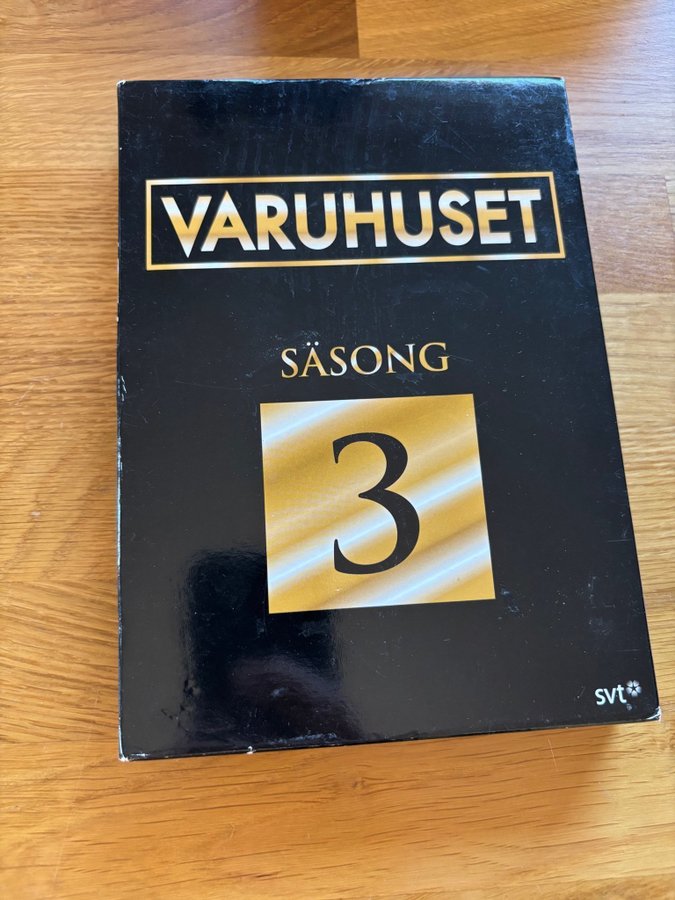 VARUHUSET
SÄSONG
3
svt